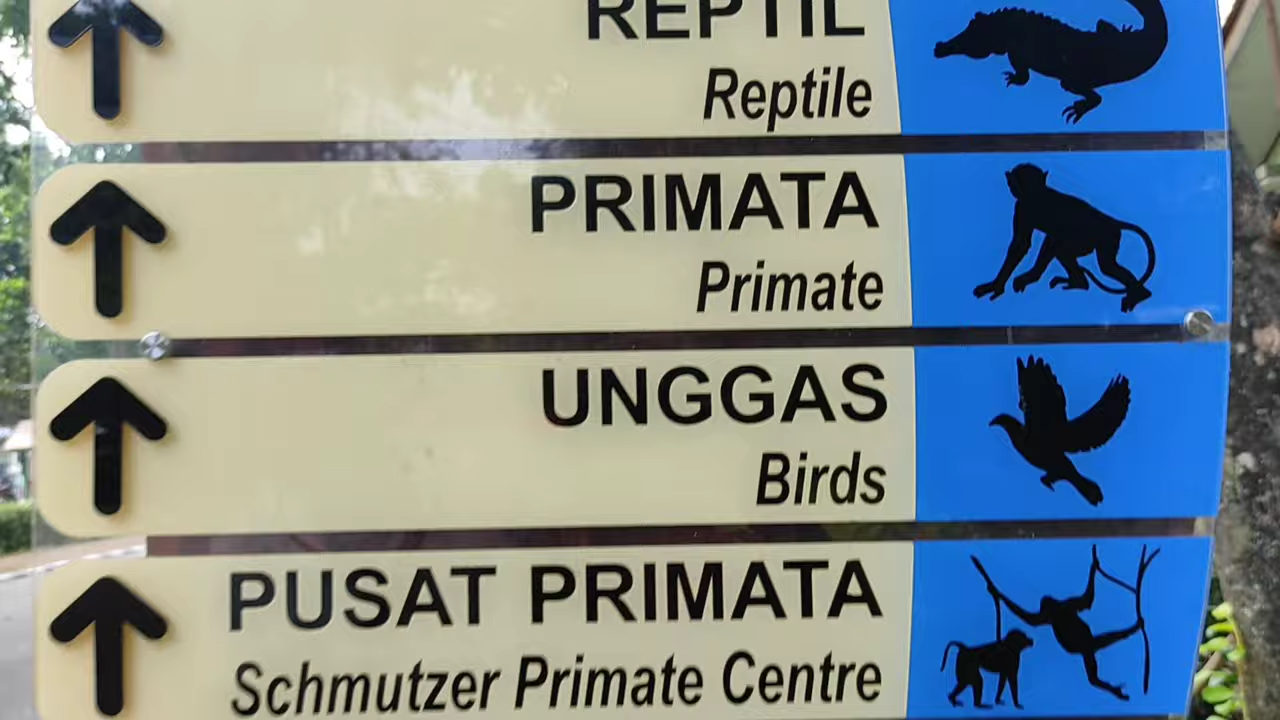 REPTIL
Reptile
PRIMATA
Primate
UNGGAS
Birds
PUSAT PRIMATA
Schmutzer Primate Centre